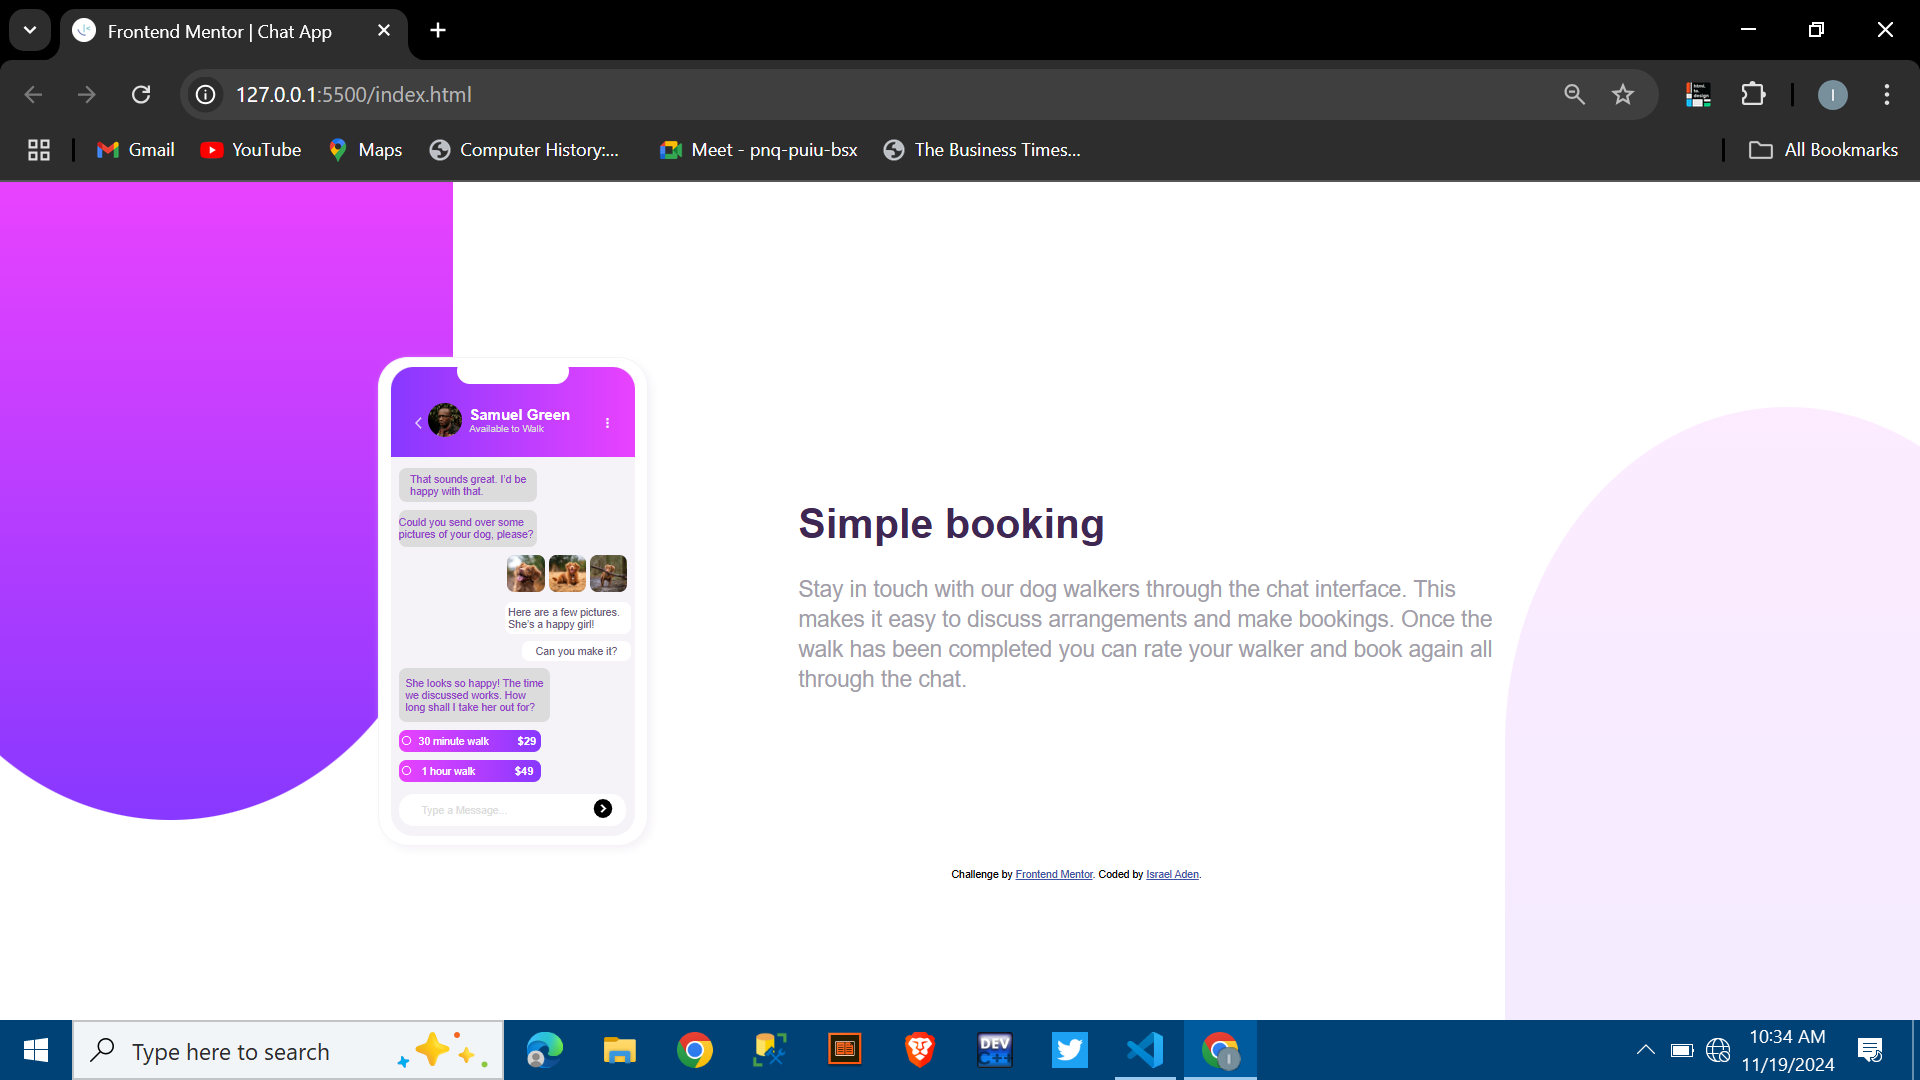 Frontend Mentor | Chat App
127.0.0.1:5500/index.html
I
Gmail
YouTube
Maps
Computer History:...
Meet - pnq-puiu-bsx
The Business Times...
All Bookmarks
Samuel Green
Available to Walk
That sounds great. I'd be
happy with that.
Could you send over some
pictures of your dog, please?
Here are a few pictures.
She's a happy girl!
Can you make it?
She looks so happy! The time
we discussed works. How
long shall I take her out for?
30 minute walk $29
1 hour walk $49
Type a Message...
Simple booking
Stay in touch with our dog walkers through the chat interface. This
makes it easy to discuss arrangements and make bookings. Once the
walk has been completed you can rate your walker and book again all
through the chat.
Challenge by Frontend Mentor. Coded by Israel Aden.
Type here to search
DEV
C++
I
10:34 AM
11/19/2024